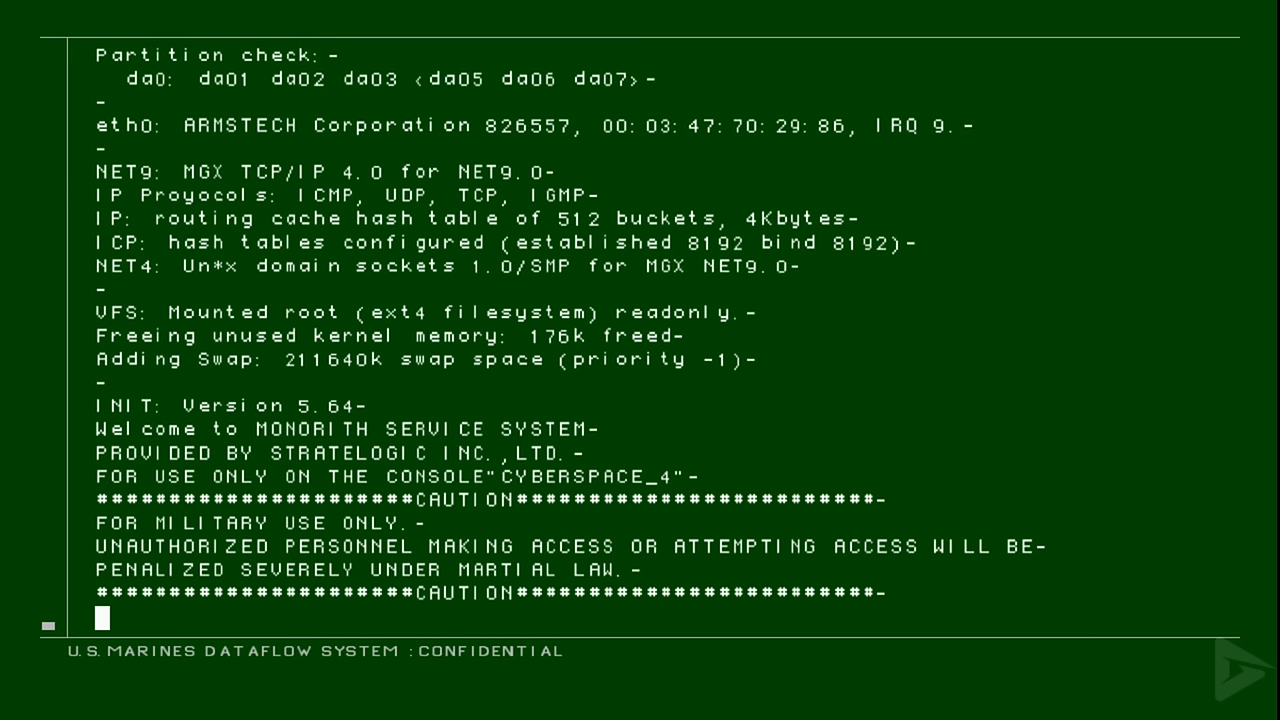 Partition check:-
da0: da01 da02 da03 <da05 da06 da07>-
-
eth0: ARMSTECH Corporation 826557, 00:03:47:70:29:86, IRQ 9.-
-
NET9: MGX TCP/IP 4.0 for NET9.0-
IP Proyocols: ICMP, UDP, TCP, IGMP-
IP: routing cache hash table of 512 buckets, 4Kbytes-
ICP: hash tables configured (established 8192 bind 8192)-
NET4: Un*x domain sockets 1.0/SMP for MGX NET9.0-
-
VFS: Mounted root (ext4 filesystem) readonly.-
Freeing unused kernel memory: 176k freed-
Adding Swap: 211640k swap space (priority -1)-
-
INIT: Version 5.64-
Welcome to MONORITH SERVICE SYSTEM-
PROVIDED BY STRATELOGIC INC.,LTD.-
FOR USE ONLY ON THE CONSOLE"CYBERSPACE_4"-
######################CAUTION#########################-
FOR MILITARY USE ONLY.-
UNAUTHORIZED PERSONNEL MAKING ACCESS OR ATTEMPTING ACCESS WILL BE-
PENALIZED SEVERELY UNDER MARTIAL LAW.-
######################CAUTION#########################-
U.S.MARINES DATAFLOW SYSTEM :CONFIDENTIAL